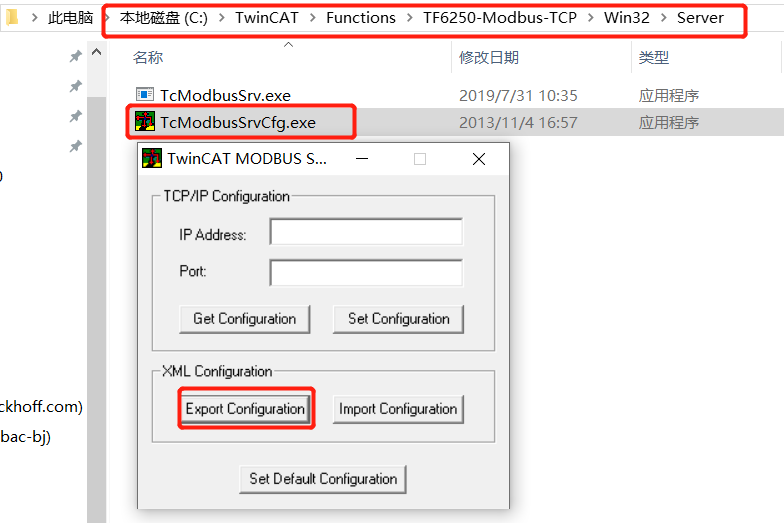 此电脑 > 本地磁盘 (C:) > TwinCAT > Functions > TF6250-Modbus-TCP > Win32 > Server
名称 修改日期 类型
TcModbusSrv.exe 2019/7/31 10:35 应用程序
TcModbusSrvCfg.exe 2013/11/4 16:57 应用程序
TwinCAT MODBUS S...
TCP/IP Configuration
IP Address:
Port:
Get Configuration Set Configuration
XML Configuration
ckhoff.com)
Export Configuration Import Configuration
bac-bj)
Set Default Configuration